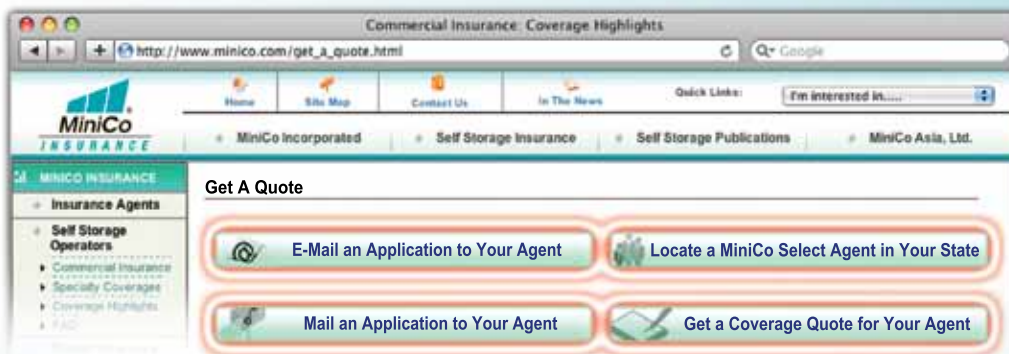 Commercial Insurance: Coverage Highlights
http://www.minico.com/get_a_quote.html
Google
Home
Site Map
Contact Us
In The News
Quick Links:
I'm interested in.....
MiniCo
INSURANCE
MiniCo Incorporated
Self Storage Insurance
Self Storage Publications
MiniCo Asia, Ltd.
MINICO INSURANCE
Insurance Agents
Self Storage
Operators
Commercial Insurance
Specialty Coverages
Coverage Highlights
FAQ
Get A Quote
E-Mail an Application to Your Agent
Locate a MiniCo Select Agent in Your State
Mail an Application to Your Agent
Get a Coverage Quote for Your Agent